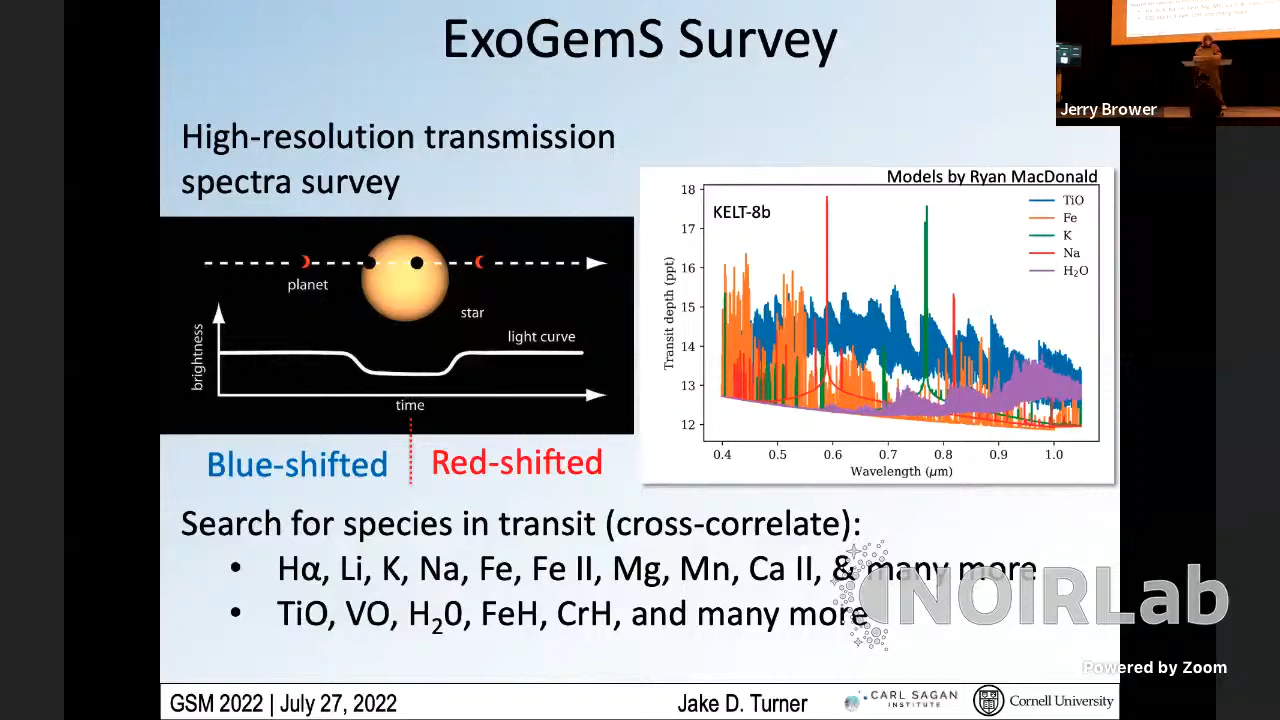 ExoGemS Survey
Jerry Brower
High-resolution transmission
spectra survey
planet
star
light curve
brightness
time
Blue-shifted
Red-shifted
Models by Ryan MacDonald
KELT-8b
TiO
Fe
K
Na
H₂O
Transit depth (ppt)
18
17
16
15
14
13
12
0.4 0.5 0.6 0.7 0.8 0.9 1.0
Wavelength (μm)
Search for species in transit (cross-correlate):
• Hα, Li, K, Na, Fe, Fe II, Mg, Mn, Ca II, & many more
• TiO, VO, H₂0, FeH, CrH, and many more
NOIRLab
Powered by Zoom
GSM 2022 | July 27, 2022
Jake D. Turner
CARL SAGAN
INSTITUTE
Cornell University